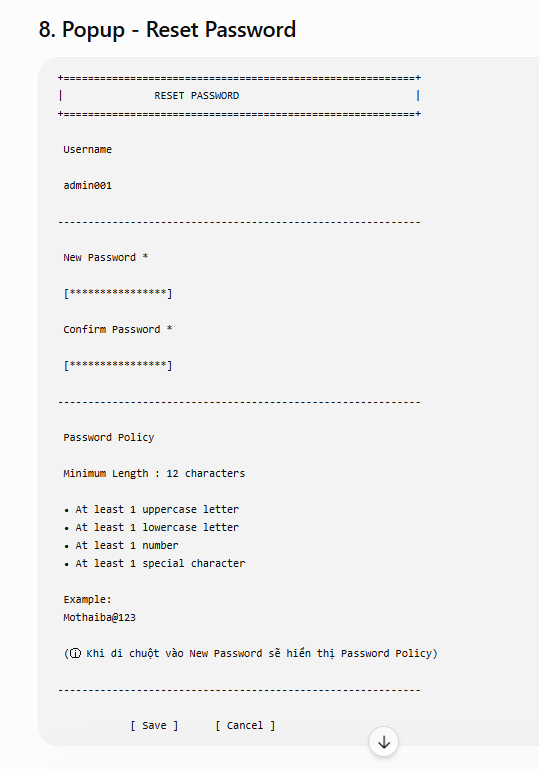 8. Popup - Reset Password
+==========================================================+
| RESET PASSWORD |
+==========================================================+
Username
admin001
------------------------------------------------------------
New Password *
[****************]
Confirm Password *
[****************]
------------------------------------------------------------
Password Policy
Minimum Length : 12 characters
• At least 1 uppercase letter
• At least 1 lowercase letter
• At least 1 number
• At least 1 special character
Example:
Mothaiba@123
(ⓘ Khi di chuột vào New Password sẽ hiển thị Password Policy)
------------------------------------------------------------
[ Save ] [ Cancel ]